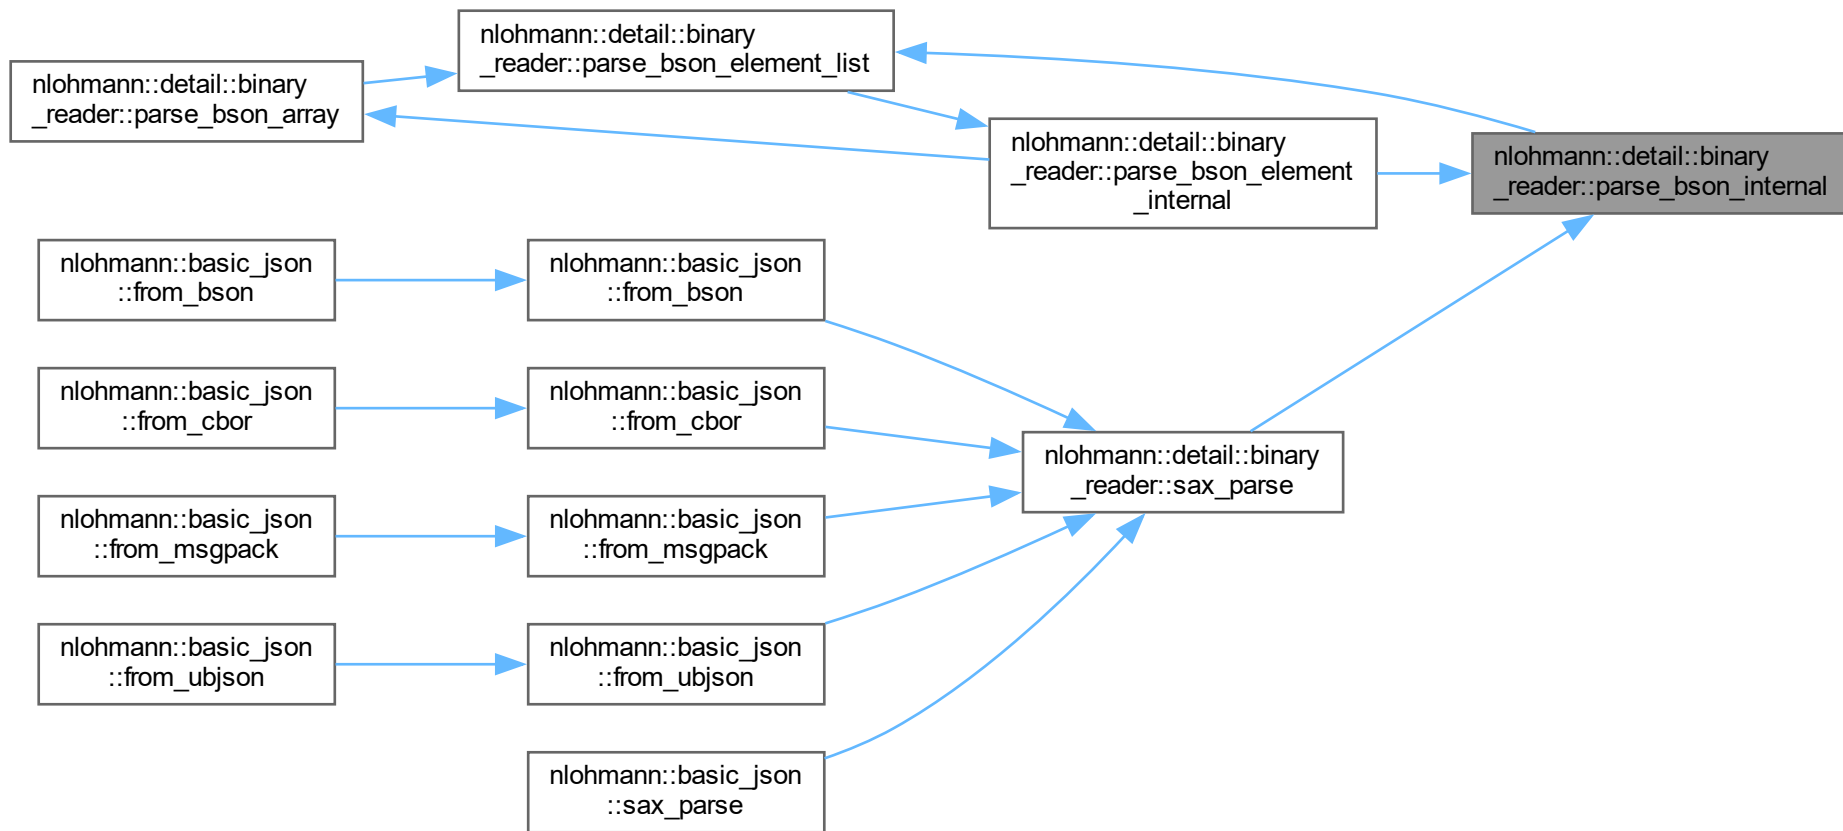 nlohmann::detail::binary
_reader::parse_bson_element_list
nlohmann::detail::binary
_reader::parse_bson_array
nlohmann::detail::binary
_reader::parse_bson_element
_internal
nlohmann::detail::binary
_reader::parse_bson_internal
nlohmann::basic_json
::from_bson
nlohmann::basic_json
::from_bson
nlohmann::basic_json
::from_cbor
nlohmann::basic_json
::from_cbor
nlohmann::detail::binary
_reader::sax_parse
nlohmann::basic_json
::from_msgpack
nlohmann::basic_json
::from_msgpack
nlohmann::basic_json
::from_ubjson
nlohmann::basic_json
::from_ubjson
nlohmann::basic_json
::sax_parse